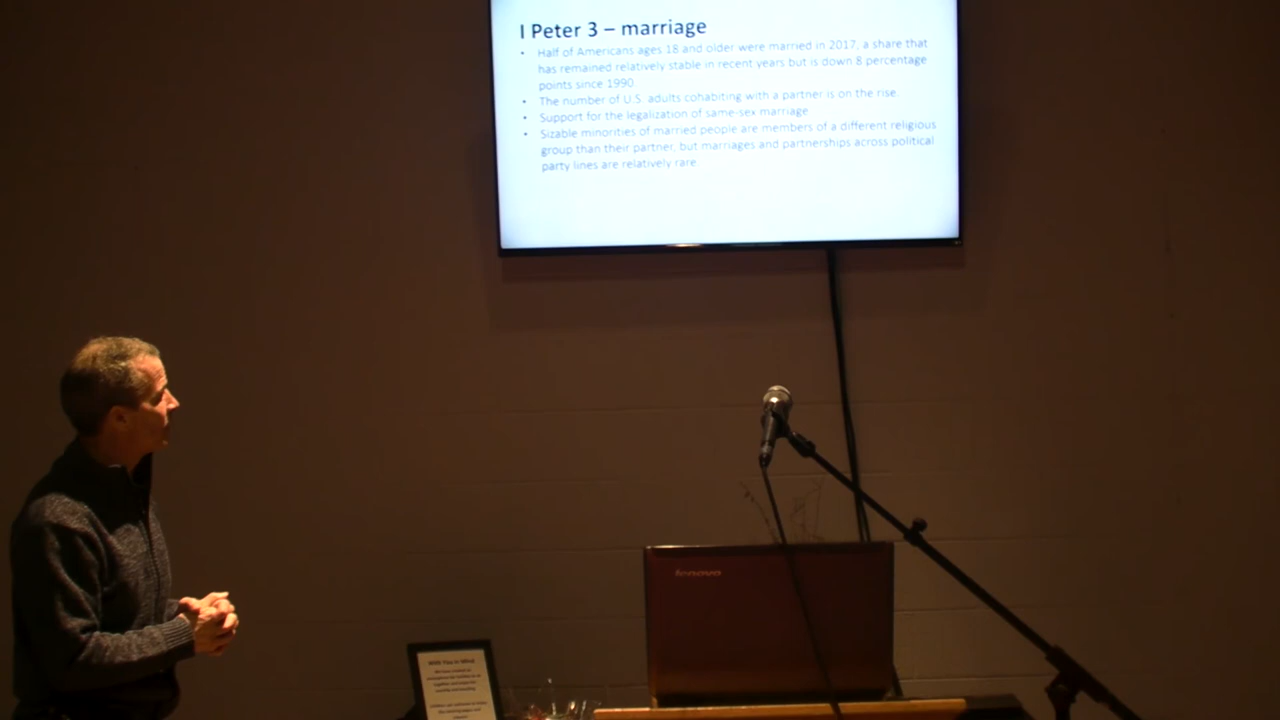 I Peter 3 – marriage
• Half of Americans ages 18 and older were married in 2017, a share that
has remained relatively stable in recent years but is down 8 percentage
points since 1990.
• The number of U.S. adults cohabiting with a partner is on the rise.
• Support for the legalization of same-sex marriage
• Sizable minorities of married people are members of a different religious
group than their partner, but marriages and partnerships across political
party lines are relatively rare.
lenovo
With You in Mind